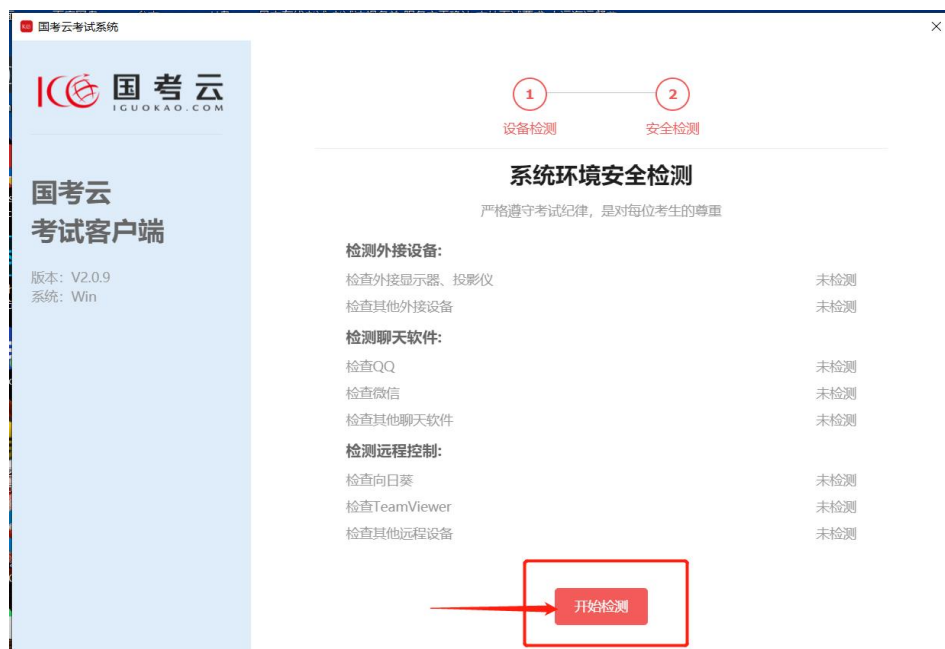 国考云考试系统
国考云
IGUOKAO.COM
1
2
设备检测
安全检测
系统环境安全检测
严格遵守考试纪律，是对每位考生的尊重
国考云
考试客户端
版本：V2.0.9
系统：Win
检测外接设备:
检查外接显示器、投影仪 未检测
检查其他外接设备 未检测
检测聊天软件:
检查QQ 未检测
检查微信 未检测
检查其他聊天软件 未检测
检测远程控制:
检查向日葵 未检测
检查TeamViewer 未检测
检查其他远程设备 未检测
开始检测